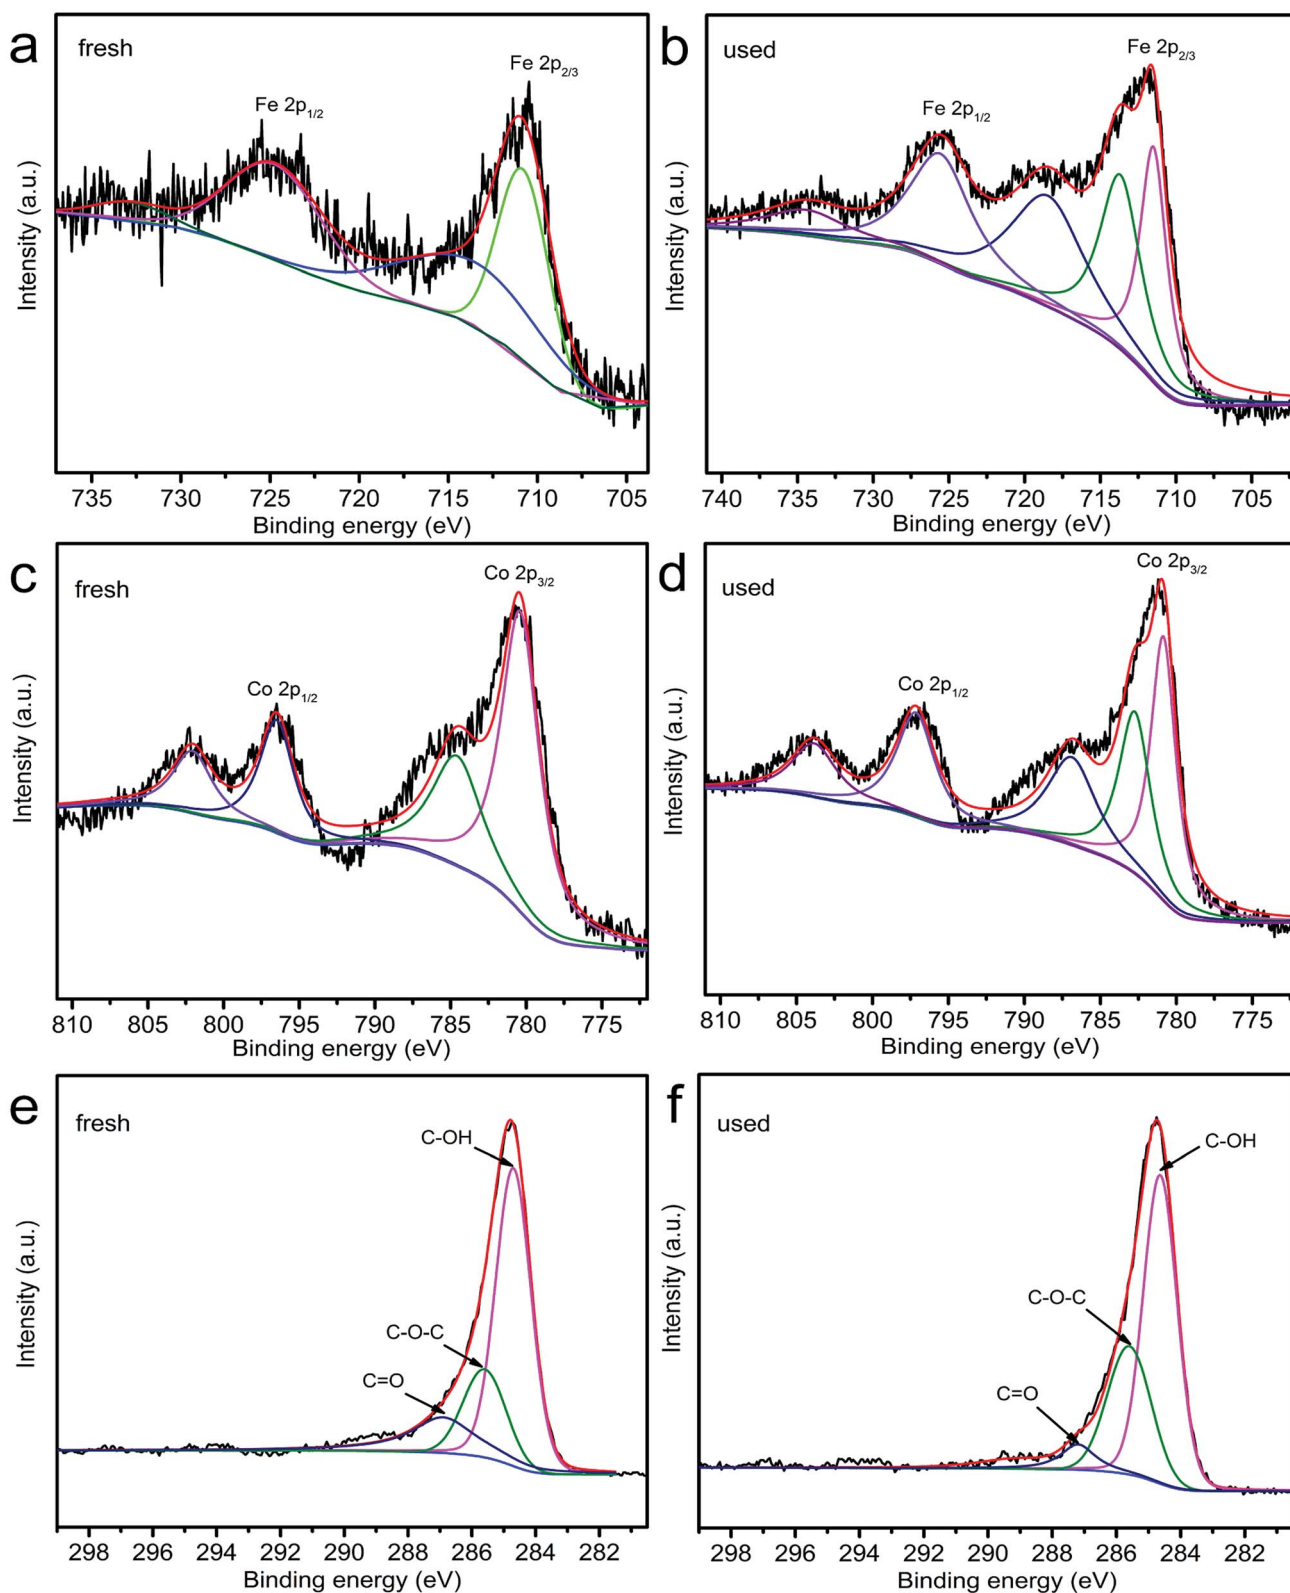 a
fresh
Fe 2p1/2
Fe 2p2/3
Intensity (a.u.)
735 730 725 720 715 710 705
Binding energy (eV)
b
used
Fe 2p1/2
Fe 2p2/3
Intensity (a.u.)
740 735 730 725 720 715 710 705
Binding energy (eV)
c
fresh
Co 2p1/2
Co 2p3/2
Intensity (a.u.)
810 805 800 795 790 785 780 775
Binding energy (eV)
d
used
Co 2p1/2
Co 2p3/2
Intensity (a.u.)
810 805 800 795 790 785 780 775
Binding energy (eV)
e
fresh
C-OH
C-O-C
C=O
Intensity (a.u.)
298 296 294 292 290 288 286 284 282
Binding energy (eV)
f
used
C-OH
C-O-C
C=O
Intensity (a.u.)
298 296 294 292 290 288 286 284 282
Binding energy (eV)